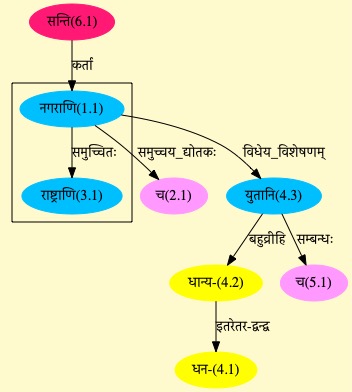 सन्ति(6.1)
कर्ता
नगराणि(1.1)
समुच्चितः
समुच्चय_द्योतकः
विधेय_विशेषणम्
राष्ट्राणि(3.1)
च(2.1)
युतानि(4.3)
बहुव्रीहि
सम्बन्धः
धान्य-(4.2)
च(5.1)
इतरेतर-द्वन्द्व
धन-(4.1)